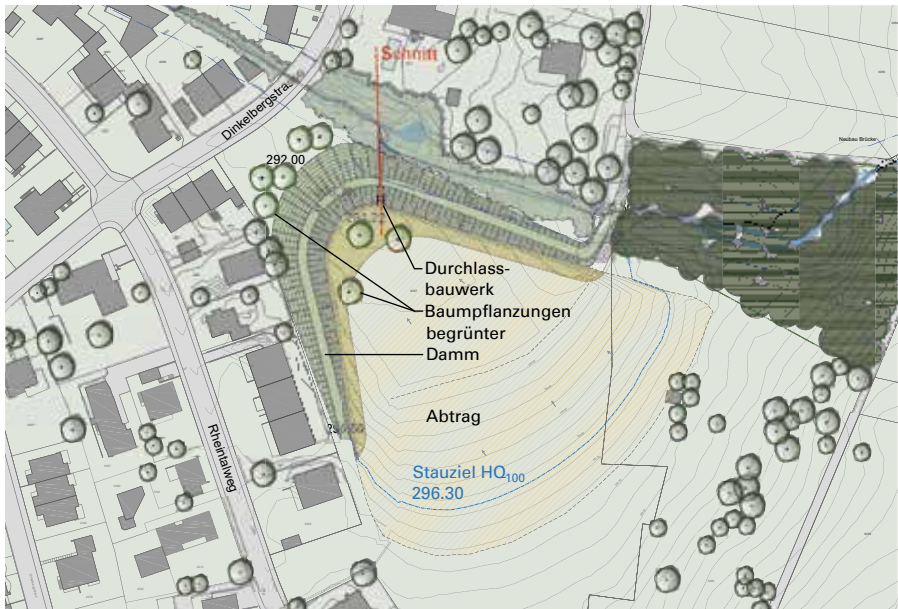 Schnitt
Dinkelbergstra
292.00
Neubau Brücke
Durchlass-
bauwerk
Baumpflanzungen
begrünter
Damm
Abtrag
Rheintalweg
Stauziel HQ100
296.30